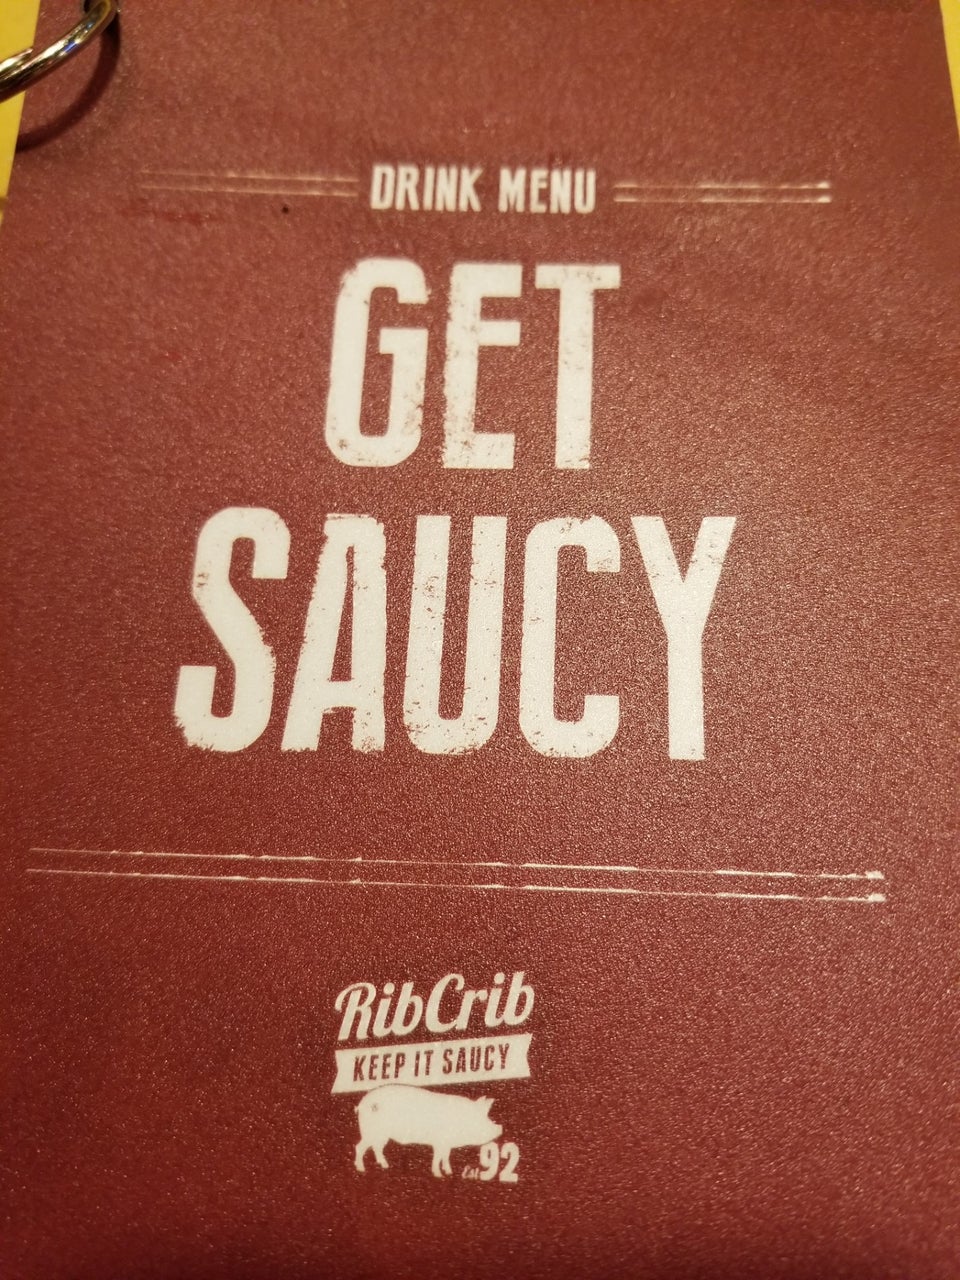 DRINK MENU
GET
SAUCY
RibCrib
KEEP IT SAUCY
Est. 92